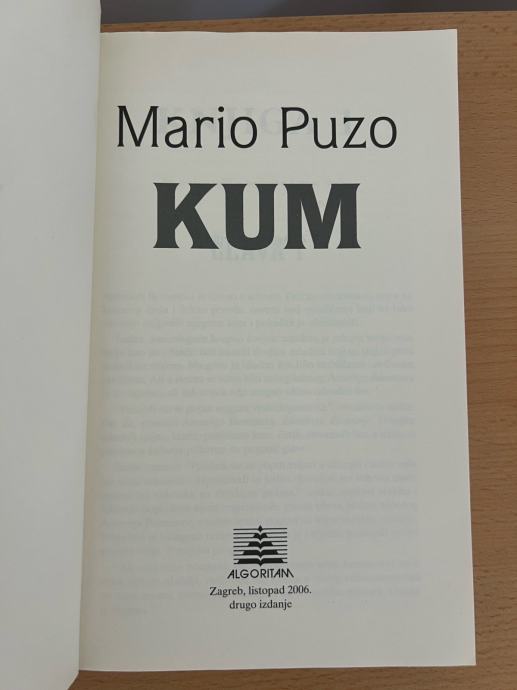 Mario Puzo
KUM
ALGORITAM
Zagreb, listopad 2006.
drugo izdanje